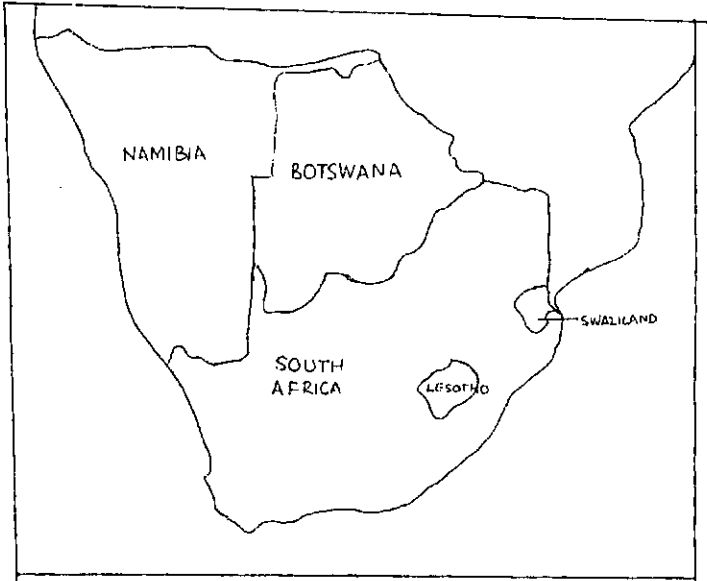 NAMIBIA
BOTSWANA
SWAZILAND
SOUTH
AFRICA
LESOTHO